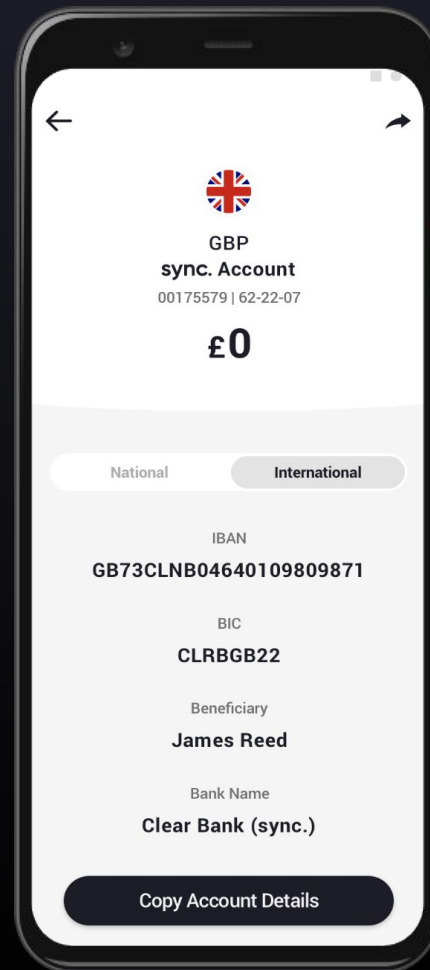 GBP
sync. Account
00175579 | 62-22-07
£0
National
International
IBAN
GB73CLNB04640109809871
BIC
CLRBGB22
Beneficiary
James Reed
Bank Name
Clear Bank (sync.)
Copy Account Details